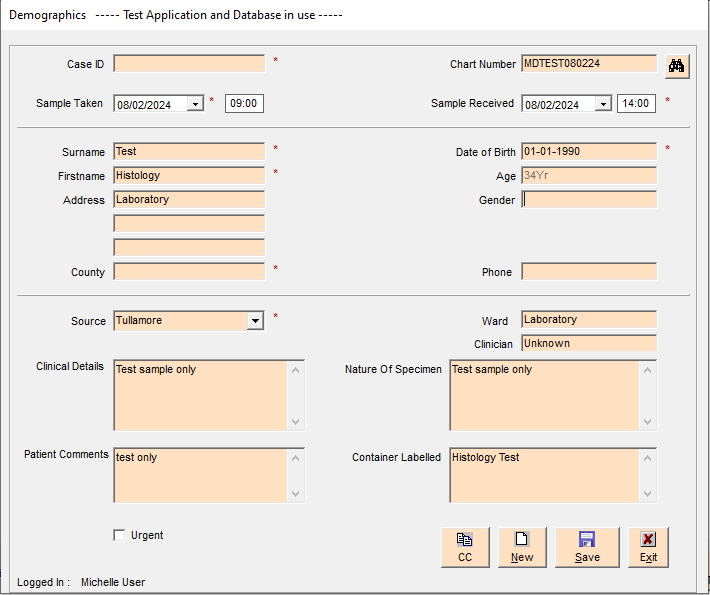 Demographics ----- Test Application and Database in use -----
Case ID * Chart Number MDTEST080224
Sample Taken 08/02/2024 * 09:00 Sample Received 08/02/2024 14:00 *
Surname Test * Date of Birth 01-01-1990 *
Firstname Histology * Age 34Yr
Address Laboratory Gender
County * Phone
Source Tullamore * Ward Laboratory
Clinician Unknown
Clinical Details Test sample only Nature Of Specimen Test sample only
Patient Comments test only Container Labelled Histology Test
Urgent
CC New Save Exit
Logged In : Michelle User